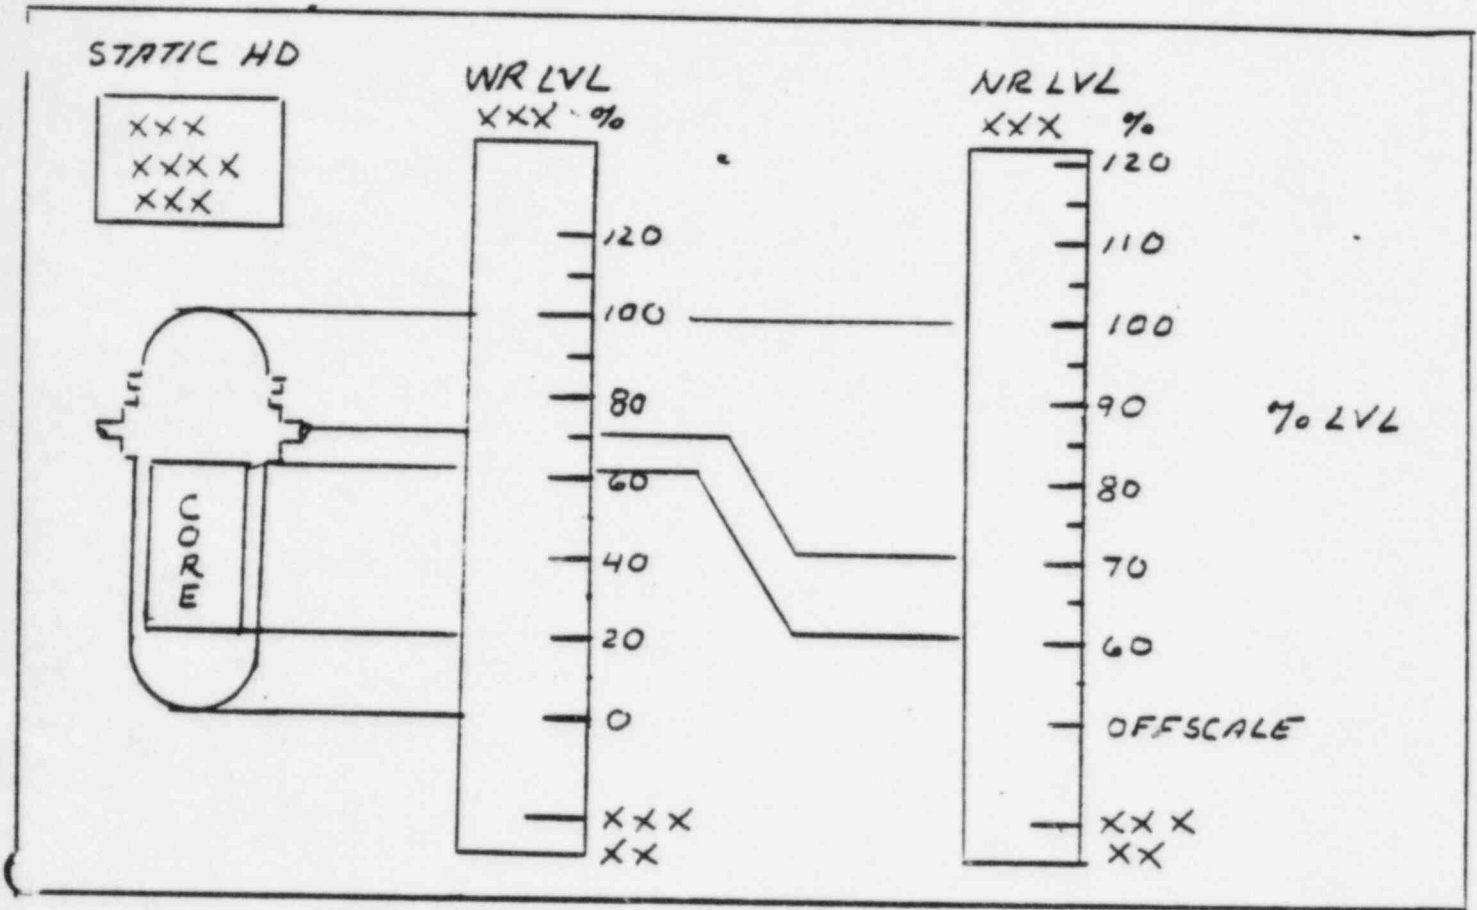 STATIC HD
XXX
XXXX
XXX
WR LVL
XXX %
120
100
80
60
40
20
0
XXX
XX
NR LVL
XXX %
120
110
100
90
80
70
60
OFFSCALE
XXX
XX
% LVL
CORE